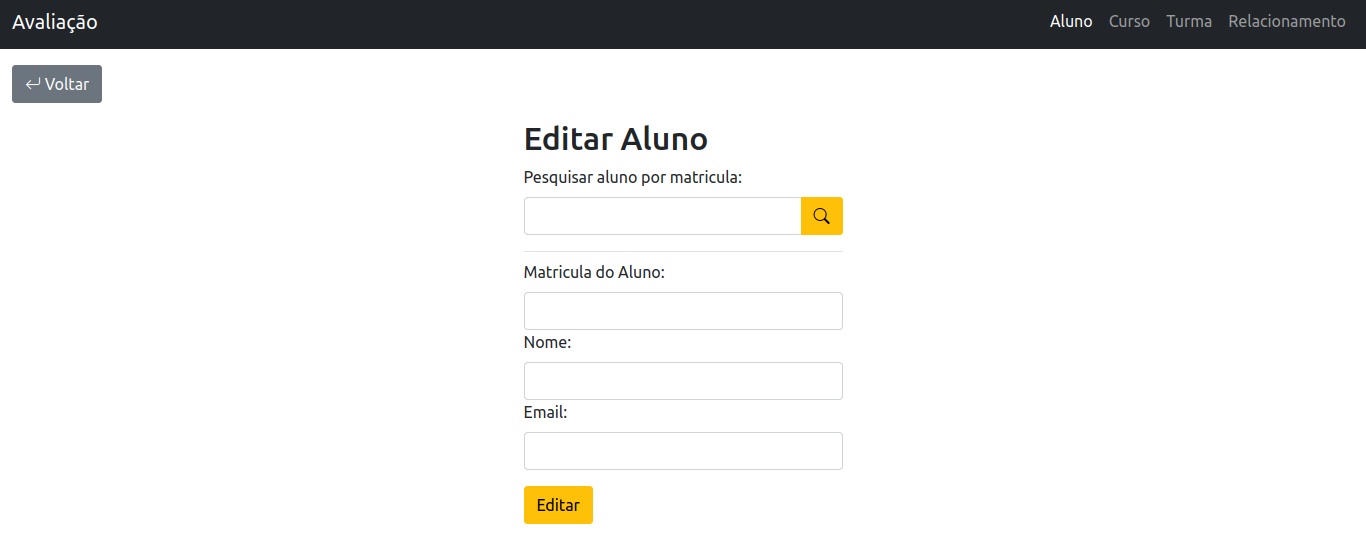 Avaliação
Aluno Curso Turma Relacionamento
Voltar
Editar Aluno
Pesquisar aluno por matricula:
Matricula do Aluno:
Nome:
Email:
Editar